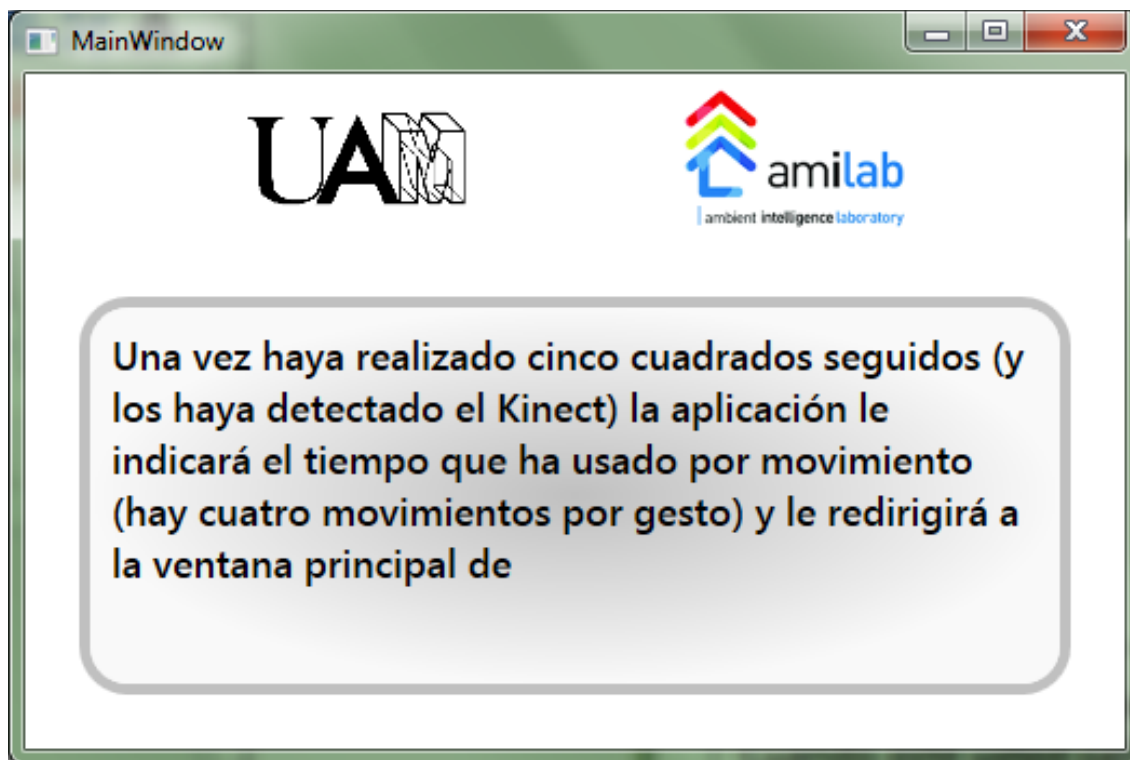 MainWindow
UAM
amilab
ambient intelligence laboratory
Una vez haya realizado cinco cuadrados seguidos (y
los haya detectado el Kinect) la aplicación le
indicará el tiempo que ha usado por movimiento
(hay cuatro movimientos por gesto) y le redirigirá a
la ventana principal de